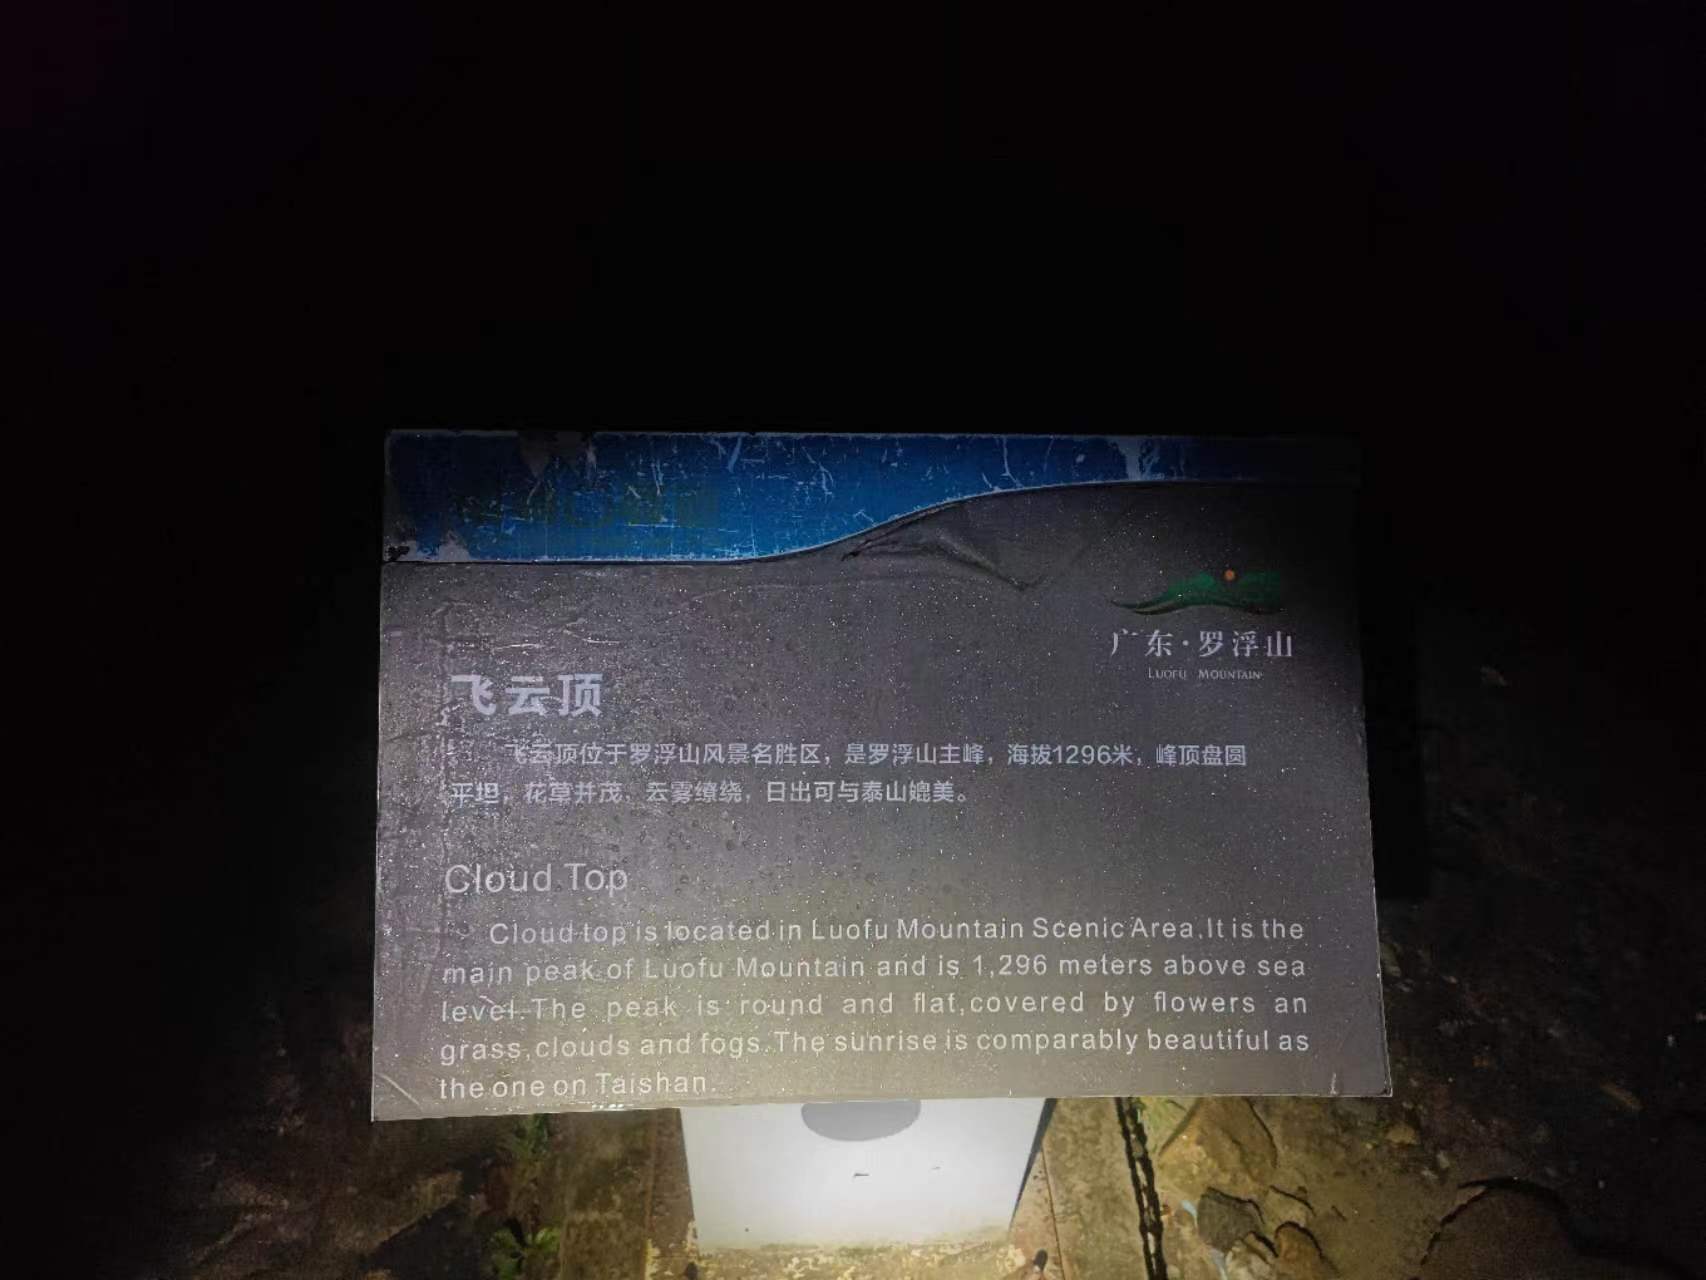 广东·罗浮山
LUOFU MOUNTAIN
飞云顶
飞云顶位于罗浮山风景名胜区，是罗浮山主峰，海拔1296米，峰顶盘圆
平坦，花草并茂，云雾缭绕，日出可与泰山媲美。
Cloud Top
Cloud top is located in Luofu Mountain Scenic Area.It is the
main peak of Luofu Mountain and is 1,296 meters above sea
level.The peak is round and flat,covered by flowers an
grass,clouds and fogs.The sunrise is comparably beautiful as
the one on Taishan.